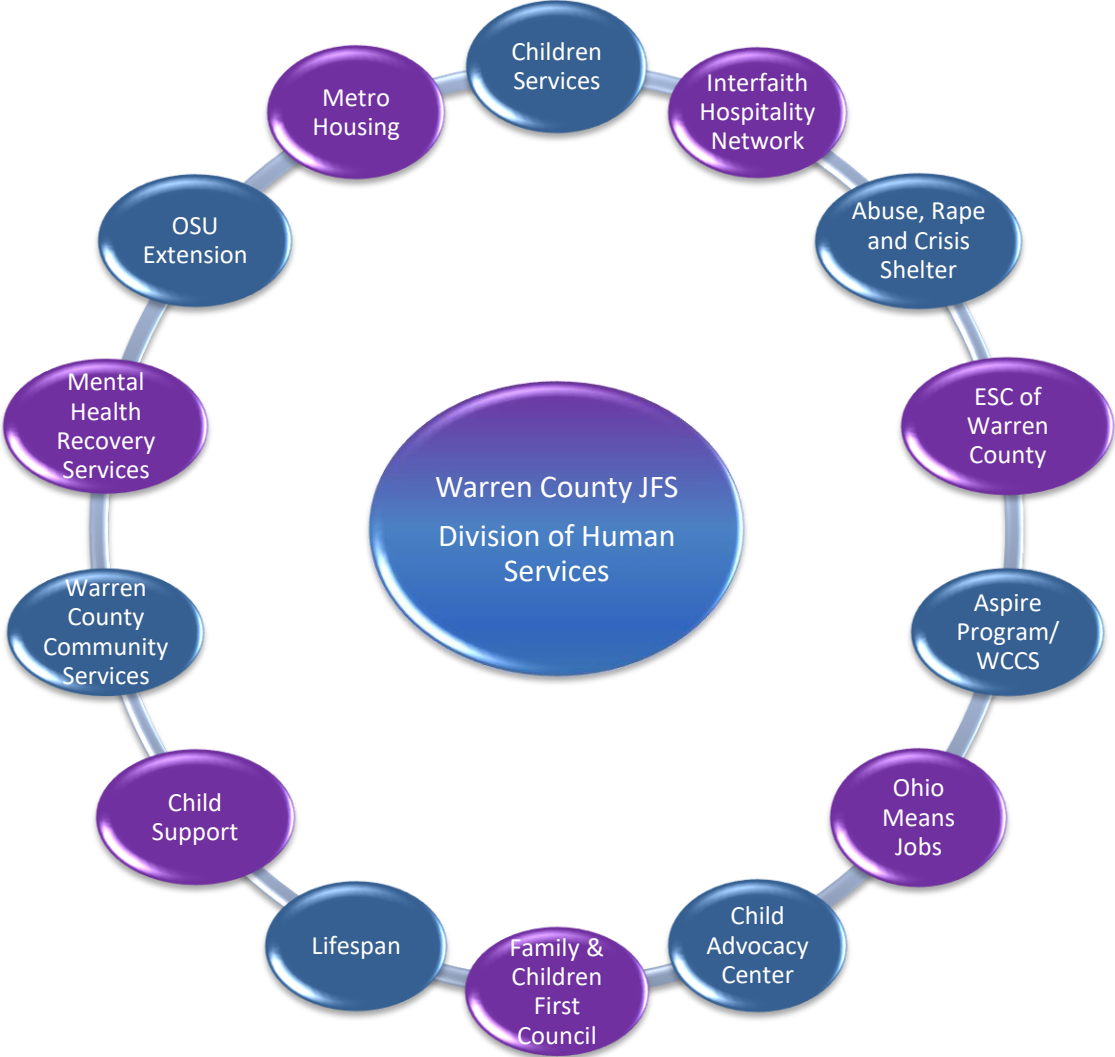 Children
Services
Interfaith
Hospitality
Network
Abuse, Rape
and Crisis
Shelter
ESC of
Warren
County
Aspire
Program/
WCCS
Ohio
Means
Jobs
Child
Advocacy
Center
Family &
Children
First
Council
Lifespan
Child
Support
Warren
County
Community
Services
Mental
Health
Recovery
Services
OSU
Extension
Metro
Housing
Warren County JFS
Division of Human
Services